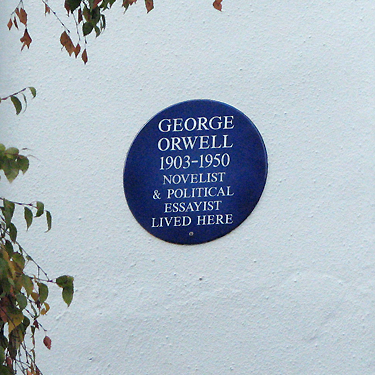 GEORGE
ORWELL
1903-1950
NOVELIST
& POLITICAL
ESSAYIST
LIVED HERE